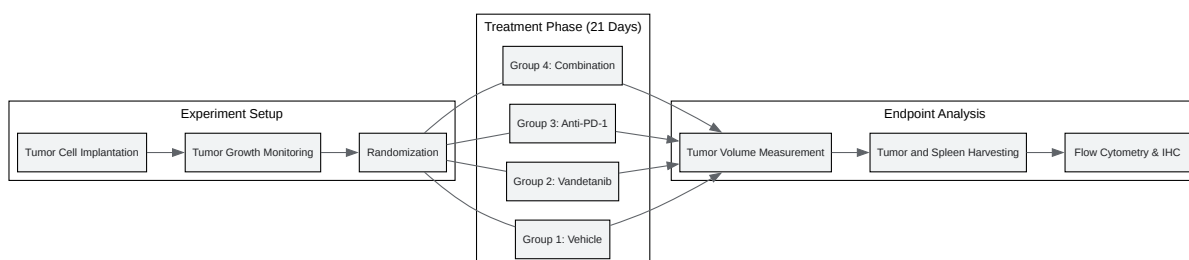 Experiment Setup
Tumor Cell Implantation
Tumor Growth Monitoring
Randomization
Treatment Phase (21 Days)
Group 4: Combination
Group 3: Anti-PD-1
Group 2: Vandetanib
Group 1: Vehicle
Endpoint Analysis
Tumor Volume Measurement
Tumor and Spleen Harvesting
Flow Cytometry & IHC